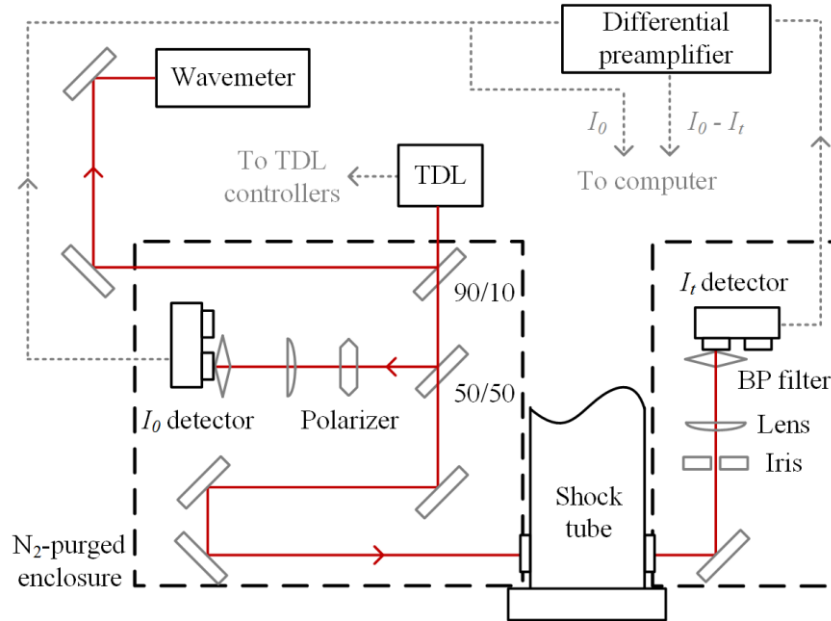 Differential
preamplifier
Wavemeter
I0
I0 - It
To TDL
controllers
TDL
To computer
90/10
It detector
50/50
BP filter
I0 detector
Polarizer
Lens
Iris
Shock
tube
N2-purged
enclosure